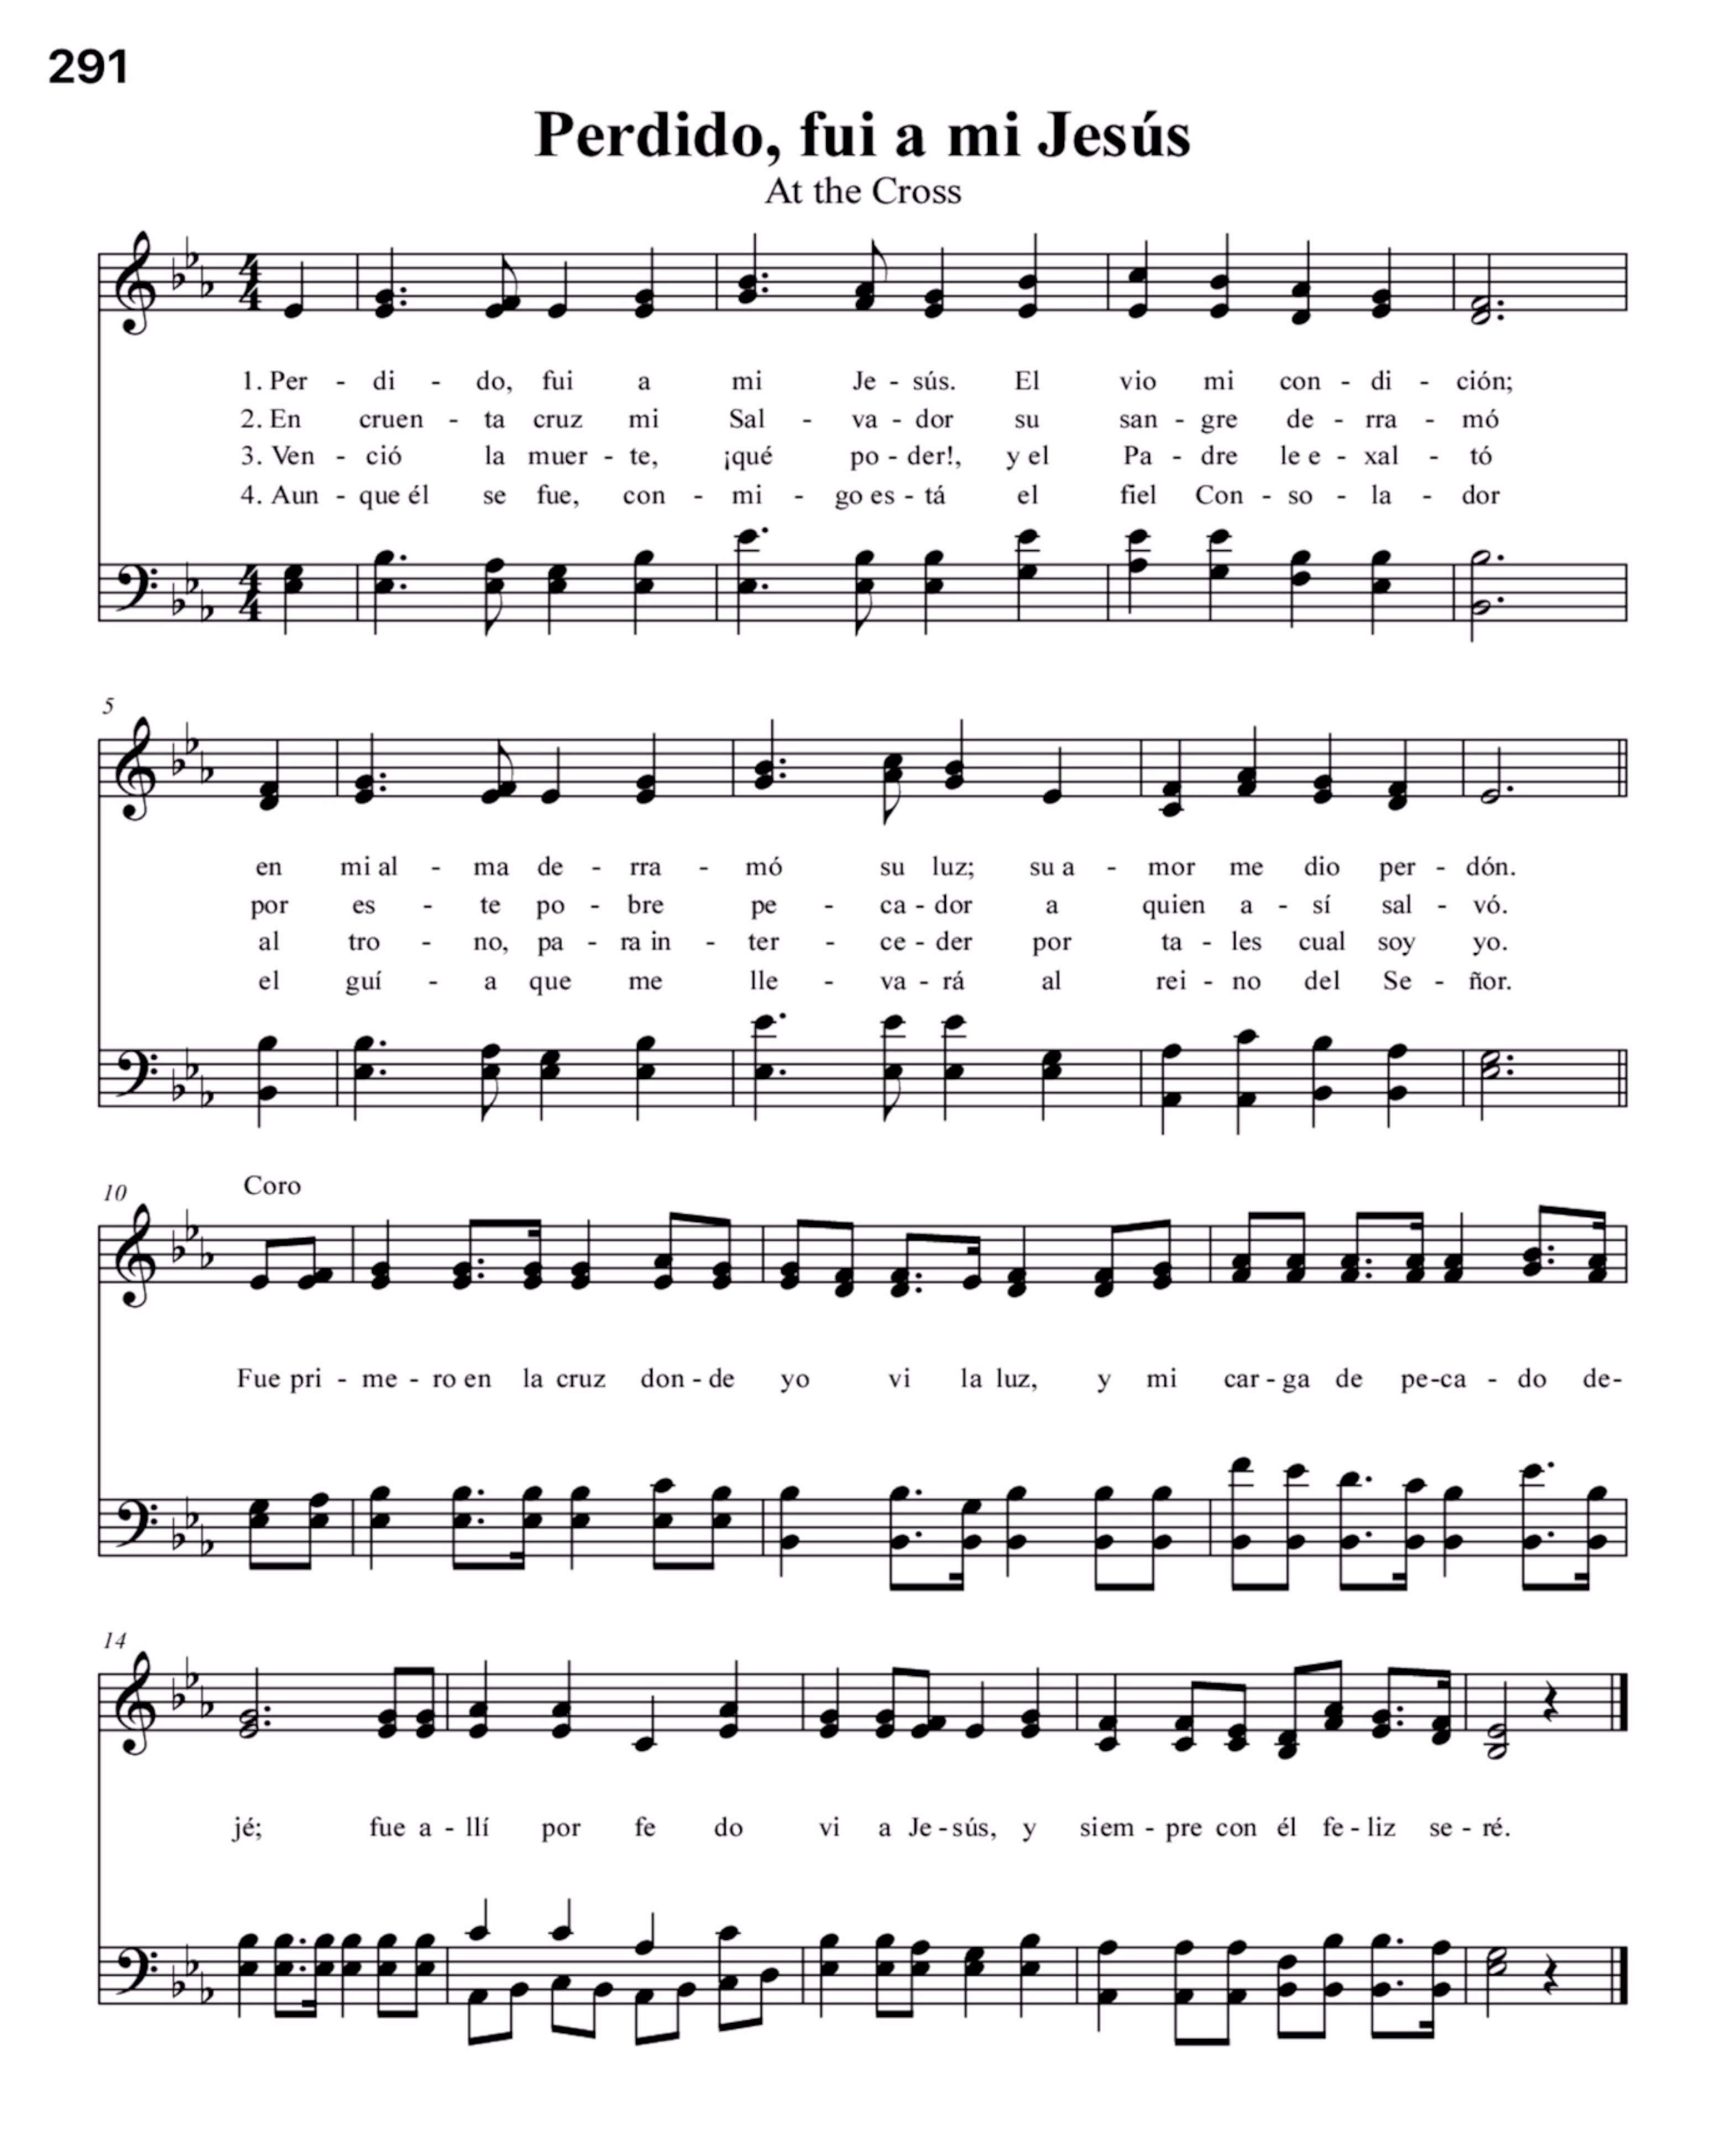 291
Perdido, fui a mi Jesús
At the Cross
1. Per - di - do, fui a mi Je - sús. El vio mi con - di - ción;
2. En cruen - ta cruz mi Sal - va - dor su san - gre de - rra - mó
3. Ven - ció la muer - te, ¡qué po - der!, y el Pa - dre le e - xal - tó
4. Aun - que él se fue, con - mi - go es - tá el fiel Con - so - la - dor
5
en mi al - ma de - rra - mó su luz; su a - mor me dio per - dón.
por es - te po - bre pe - ca - dor a quien a - sí sal - vó.
al tro - no, pa - ra in - ter - ce - der por ta - les cual soy yo.
el guí - a que me lle - va - rá al rei - no del Se - ñor.
10
Coro
Fue pri - me - ro en la cruz don - de yo vi la luz, y mi car - ga de pe - ca - do de-
14
jé; fue a - llí por fe do vi a Je - sús, y siem - pre con él fe - liz se - ré.